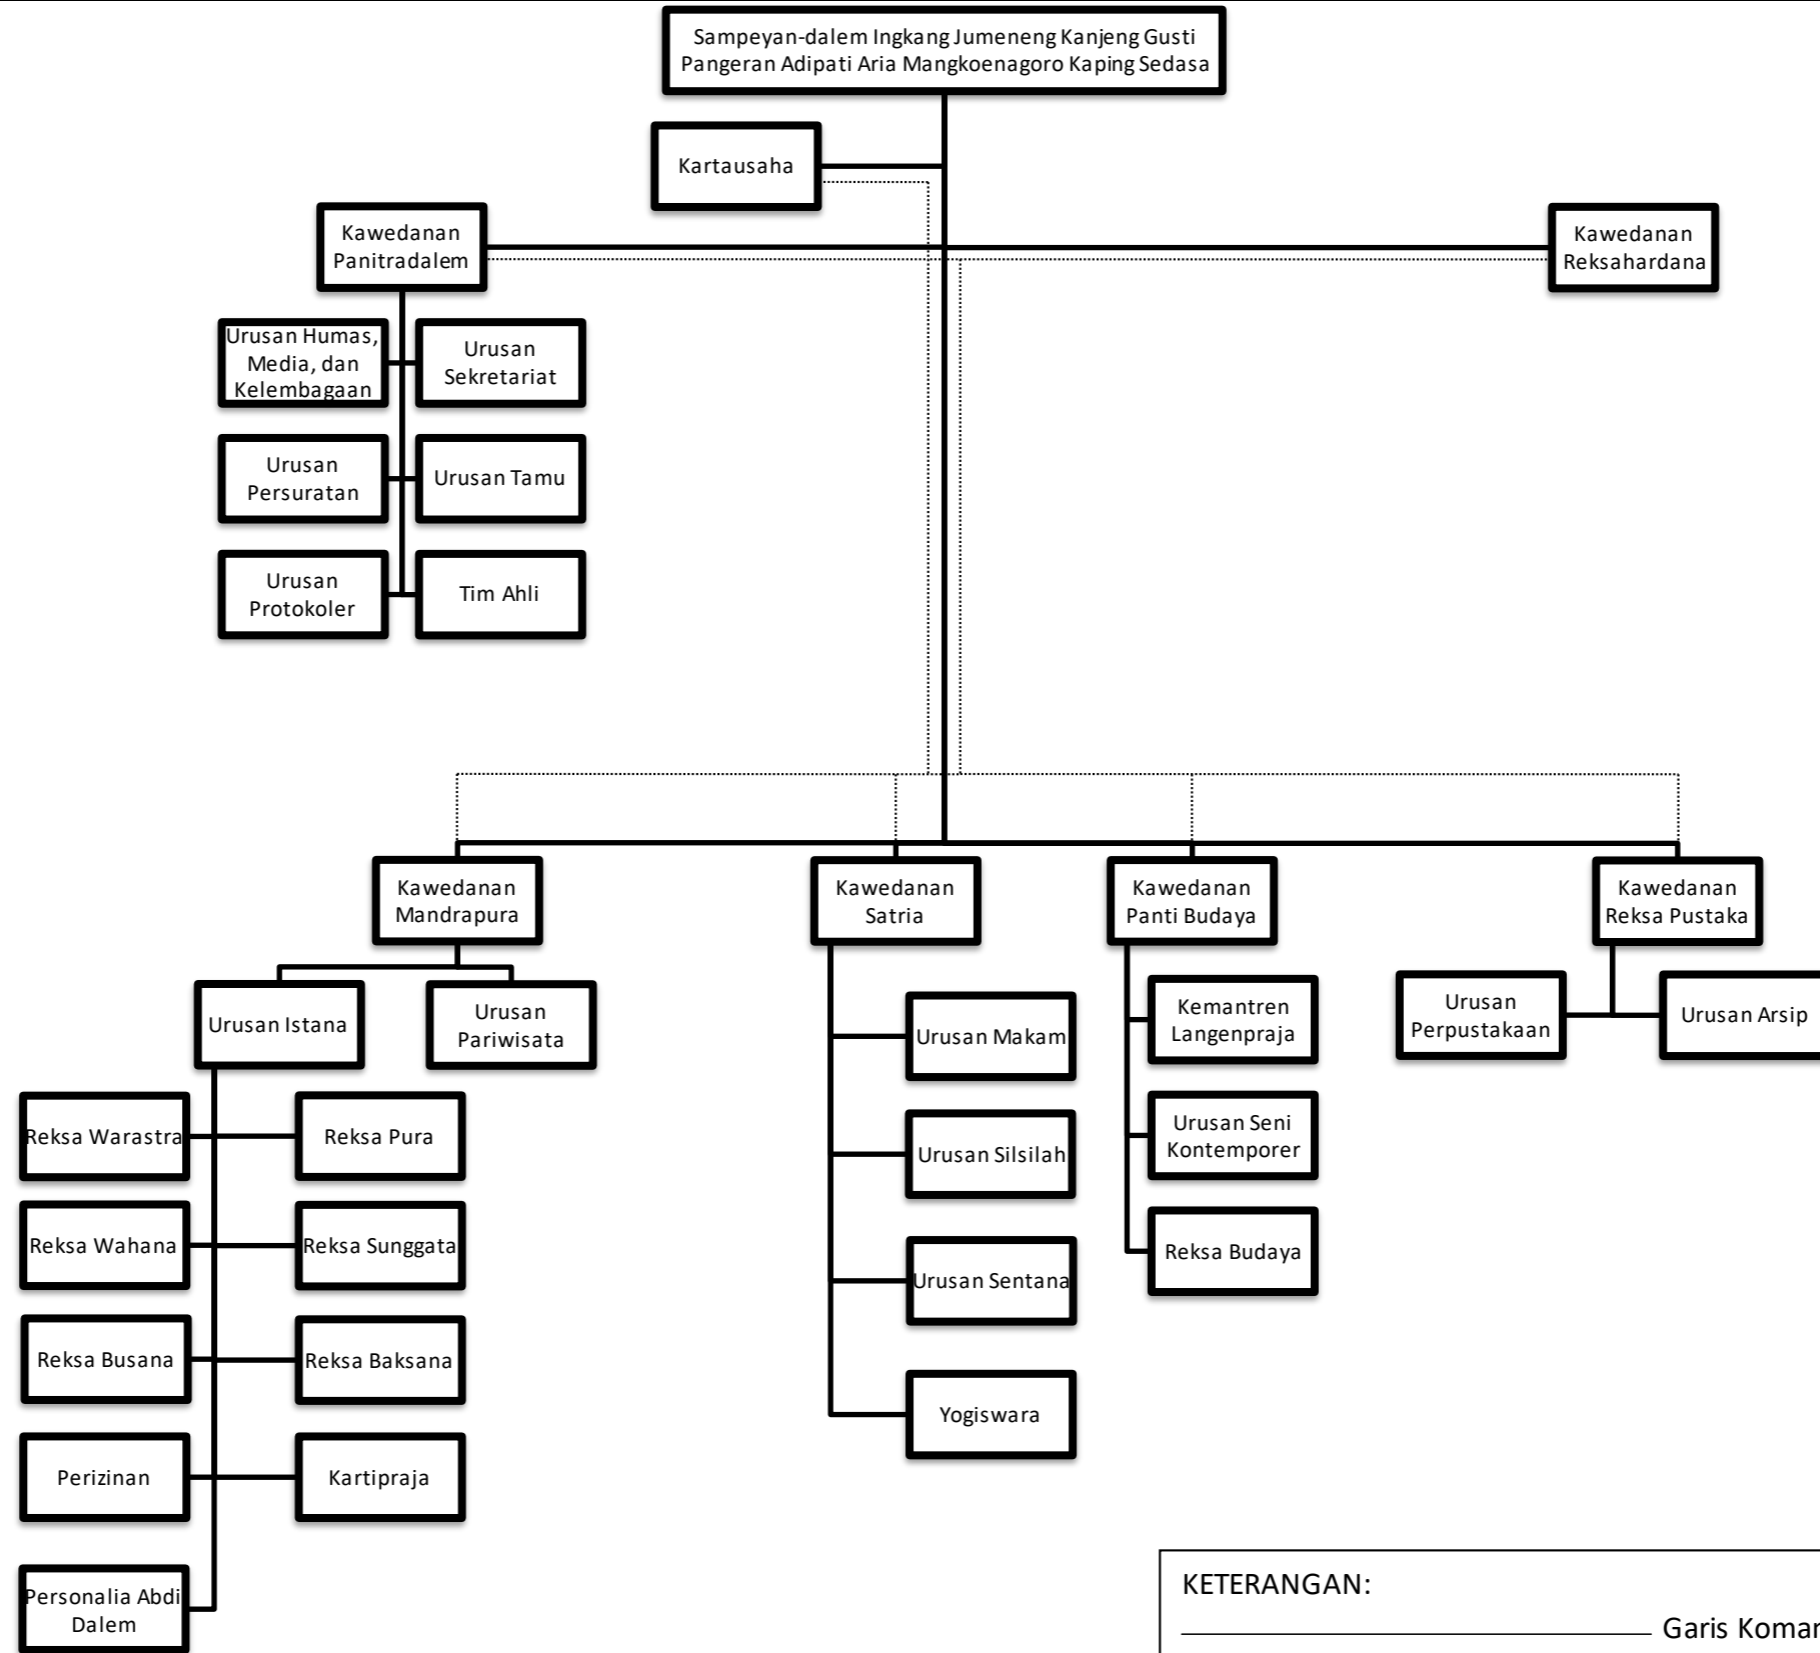 Sampeyan-dalem Ingkang Jumeneng Kanjeng Gusti
Pangeran Adipati Aria Mangkoenagoro Kaping Sedasa
Kartausaha
Kawedanan
Panitradalem
Kawedanan
Reksahardana
Urusan Humas,
Media, dan
Kelembagaan
Urusan
Sekretariat
Urusan
Persuratan
Urusan Tamu
Urusan
Protokoler
Tim Ahli
Kawedanan
Mandrapura
Kawedanan
Satria
Kawedanan
Panti Budaya
Kawedanan
Reksa Pustaka
Urusan Istana
Urusan
Pariwisata
Reksa Warastra
Reksa Pura
Reksa Wahana
Reksa Sunggata
Reksa Busana
Reksa Baksana
Perizinan
Kartipraja
Personalia Abdi
Dalem
Urusan Makam
Urusan Silsilah
Urusan Sentana
Yogiswara
Kemantren
Langenpraja
Urusan Seni
Kontemporer
Reksa Budaya
Urusan
Perpustakaan
Urusan Arsip
KETERANGAN:
Garis